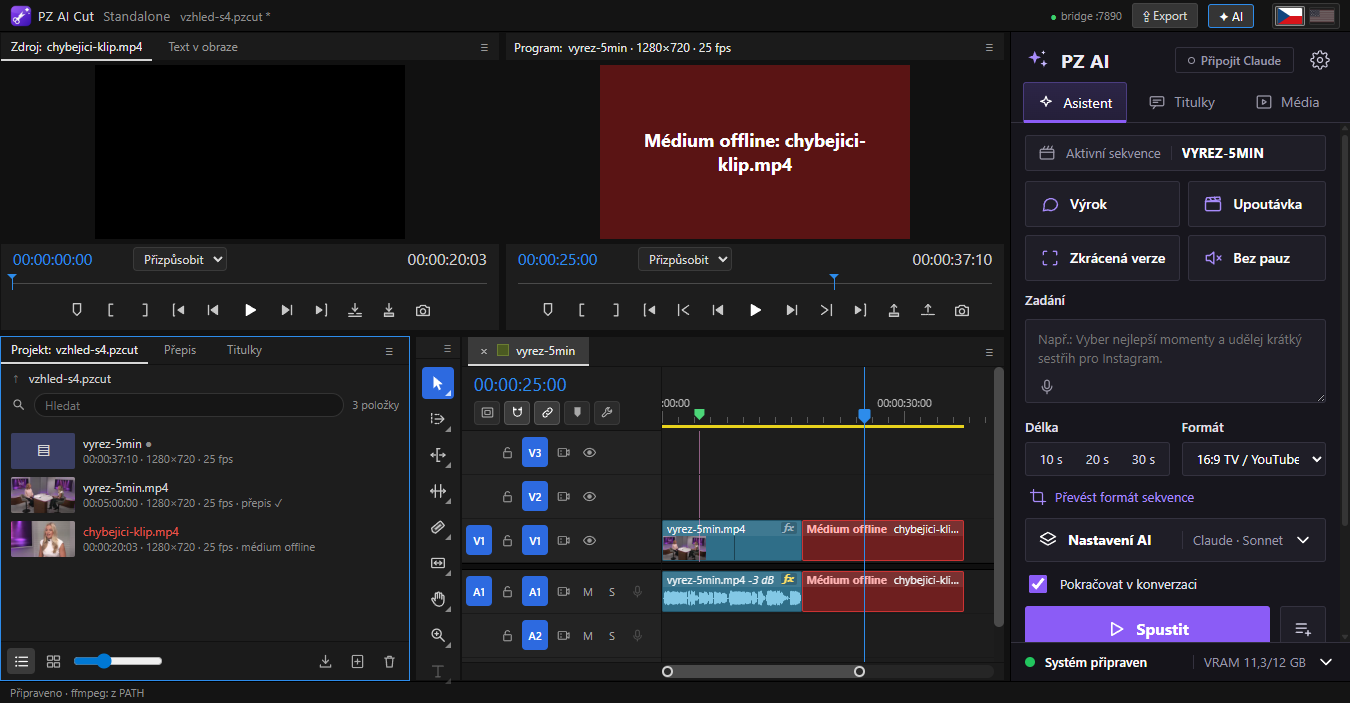 PZ AI Cut Standalone vzhled-s4.pzcut *
bridge :7890 Export AI
Zdroj: chybejici-klip.mp4 Text v obraze
Program: vyrez-5min · 1280×720 · 25 fps
Médium offline: chybejici-
klip.mp4
00:00:00:00 Přizpůsobit 00:00:20:03
00:00:25:00 Přizpůsobit 00:00:37:10
Projekt: vzhled-s4.pzcut Přepis Titulky
vzhled-s4.pzcut
Hledat 3 položky
vyrez-5min
00:00:37:10 · 1280×720 · 25 fps
vyrez-5min.mp4
00:05:00:00 · 1280×720 · 25 fps · přepis ✓
chybejici-klip.mp4
00:00:20:03 · 1280×720 · 25 fps · médium offline
× vyrez-5min
00:00:25:00
:00:00 00:00:30:00
V3
V2
V1 V1
A1 A1 M S
A2 M S
vyrez-5min.mp4 fx Médium offline chybejici-kli...
vyrez-5min.mp4 -3 dB fx Médium offline chybejici-kli...
T
PZ AI Připojit Claude
Asistent Titulky Média
Aktivní sekvence VYREZ-5MIN
Výrok Upoutávka
Zkrácená verze Bez pauz
Zadání
Např.: Vyber nejlepší momenty a udělej krátký
sestřih pro Instagram.
Délka Formát
10 s 20 s 30 s 16:9 TV / YouTube
Převést formát sekvence
Nastavení AI Claude · Sonnet
Pokračovat v konverzaci
Spustit
Systém připraven VRAM 11,3/12 GB
Připraveno · ffmpeg: z PATH